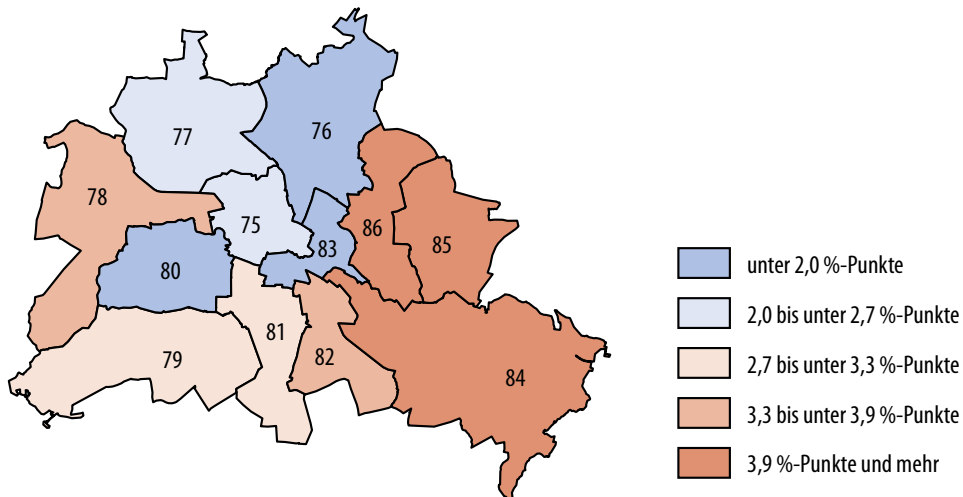 76
77
78
75
86
83
85
80
81
82
79
84
unter 2,0 %-Punkte
2,0 bis unter 2,7 %-Punkte
2,7 bis unter 3,3 %-Punkte
3,3 bis unter 3,9 %-Punkte
3,9 %-Punkte und mehr